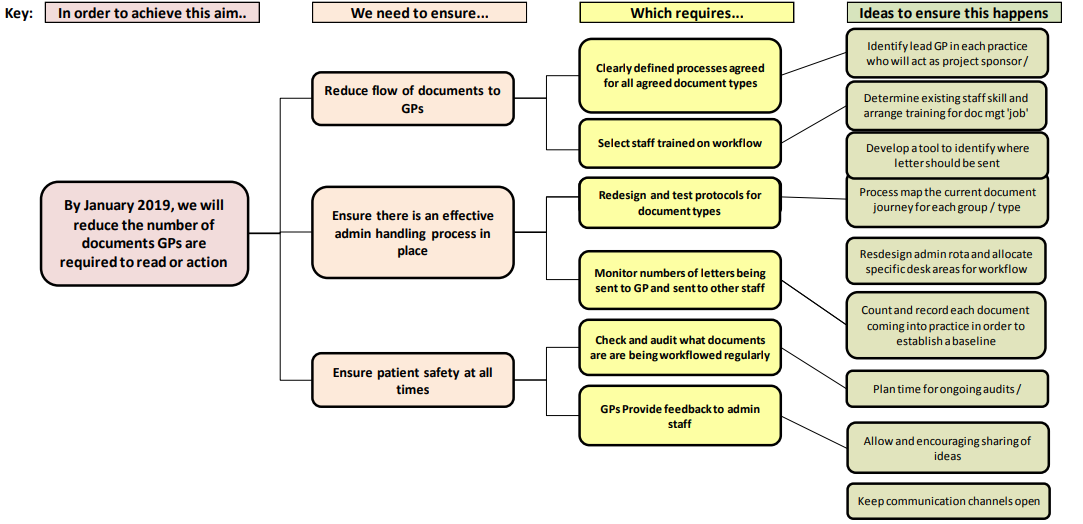 Key:
In order to achieve this aim..
We need to ensure...
Which requires...
Ideas to ensure this happens
By January 2019, we will
reduce the number of
documents GPs are
required to read or action
Reduce flow of documents to
GPs
Ensure there is an effective
admin handling process in
place
Ensure patient safety at all
times
Clearly defined processes agreed
for all agreed document types
Select staff trained on workflow
Redesign and test protocols for
document types
Monitor numbers of letters being
sent to GP and sent to other staff
Check and audit what documents
are are being workflowed regularly
GPs Provide feedback to admin
staff
Identify lead GP in each practice
who will act as project sponsor /
Determine existing staff skill and
arrange training for doc mgt 'job'
Develop a tool to identify where
letter should be sent
Process map the current document
journey for each group / type
Resdesign admin rota and allocate
specific desk areas for workflow
Count and record each document
coming into practice in order to
establish a baseline
Plan time for ongoing audits /
Allow and encouraging sharing of
ideas
Keep communication channels open